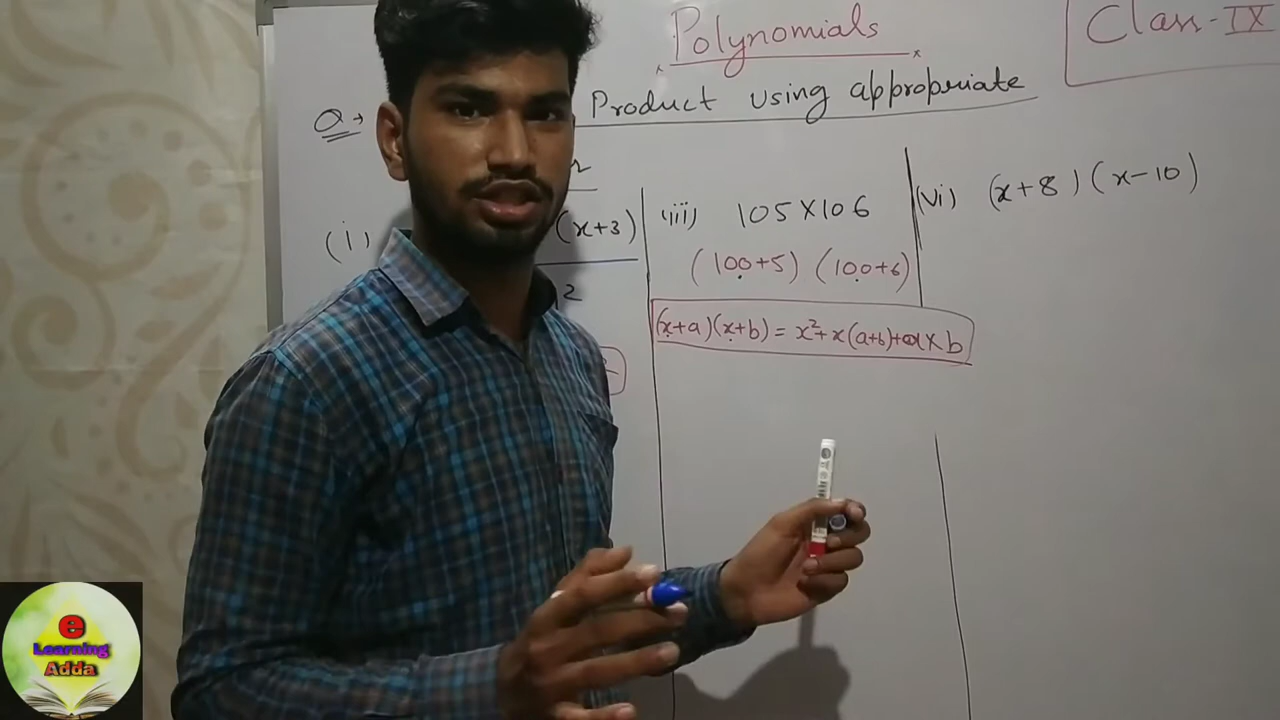 Polynomials
Class-IX
Q→
Product using appropriate
(i) (x+3)
(iii) 105×106
(100+5) (100+6)
(x+a)(x+b) = x²+x(a+b)+a×b
(vi) (x+8)(x-10)
e
Learning
Adda